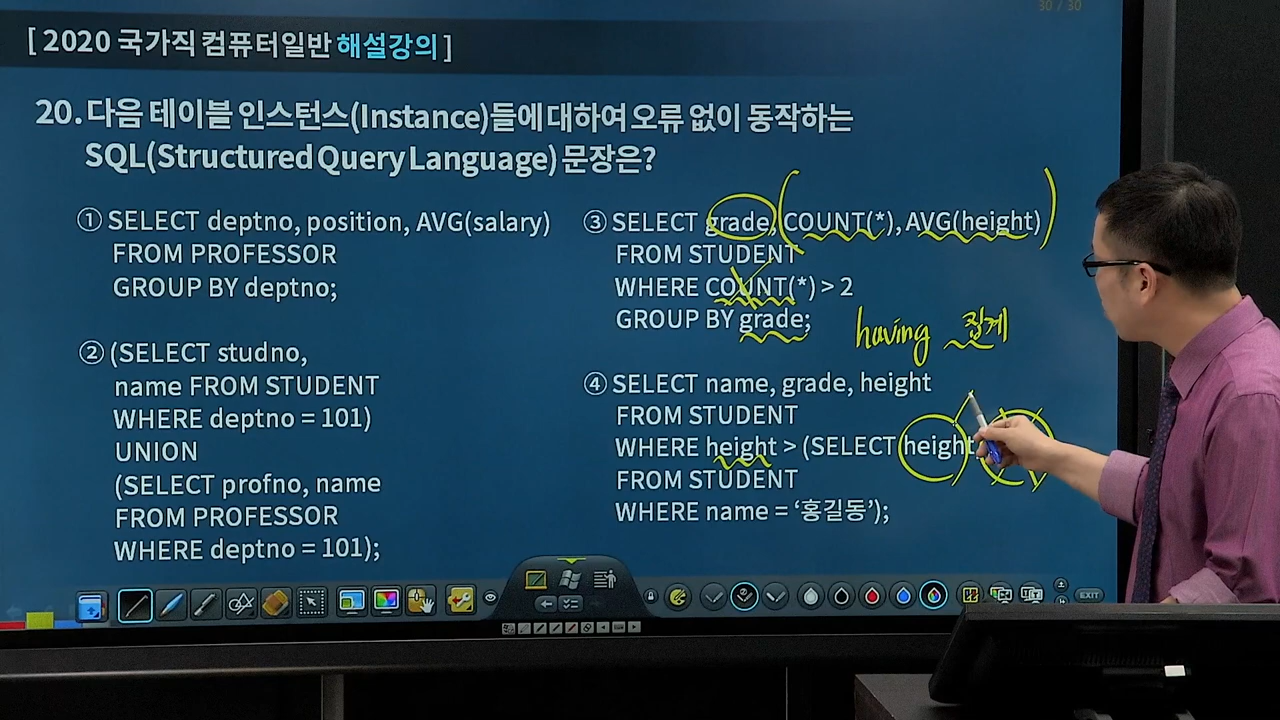 30 / 30
[ 2020 국가직 컴퓨터일반 해설강의 ]
20. 다음 테이블 인스턴스(Instance)들에 대하여 오류 없이 동작하는
SQL(Structured Query Language) 문장은?
① SELECT deptno, position, AVG(salary)
FROM PROFESSOR
GROUP BY deptno;
② (SELECT studno,
name FROM STUDENT
WHERE deptno = 101)
UNION
(SELECT profno, name
FROM PROFESSOR
WHERE deptno = 101);
③ SELECT grade, (COUNT(*), AVG(height))
FROM STUDENT
WHERE COUNT(*) > 2
GROUP BY grade;
having 집계
④ SELECT name, grade, height
FROM STUDENT
WHERE height > (SELECT height,
FROM STUDENT
WHERE name = ‘홍길동’);
EXIT